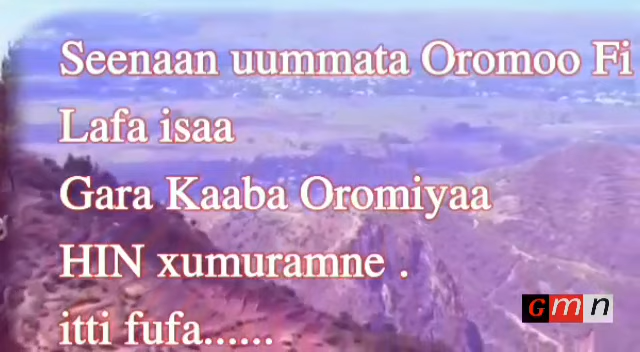 Seenaan uummata Oromoo Fi
Lafa isaa
Gara Kaaba Oromiyaa
HIN xumuramne .
itti fufa......
Gmn